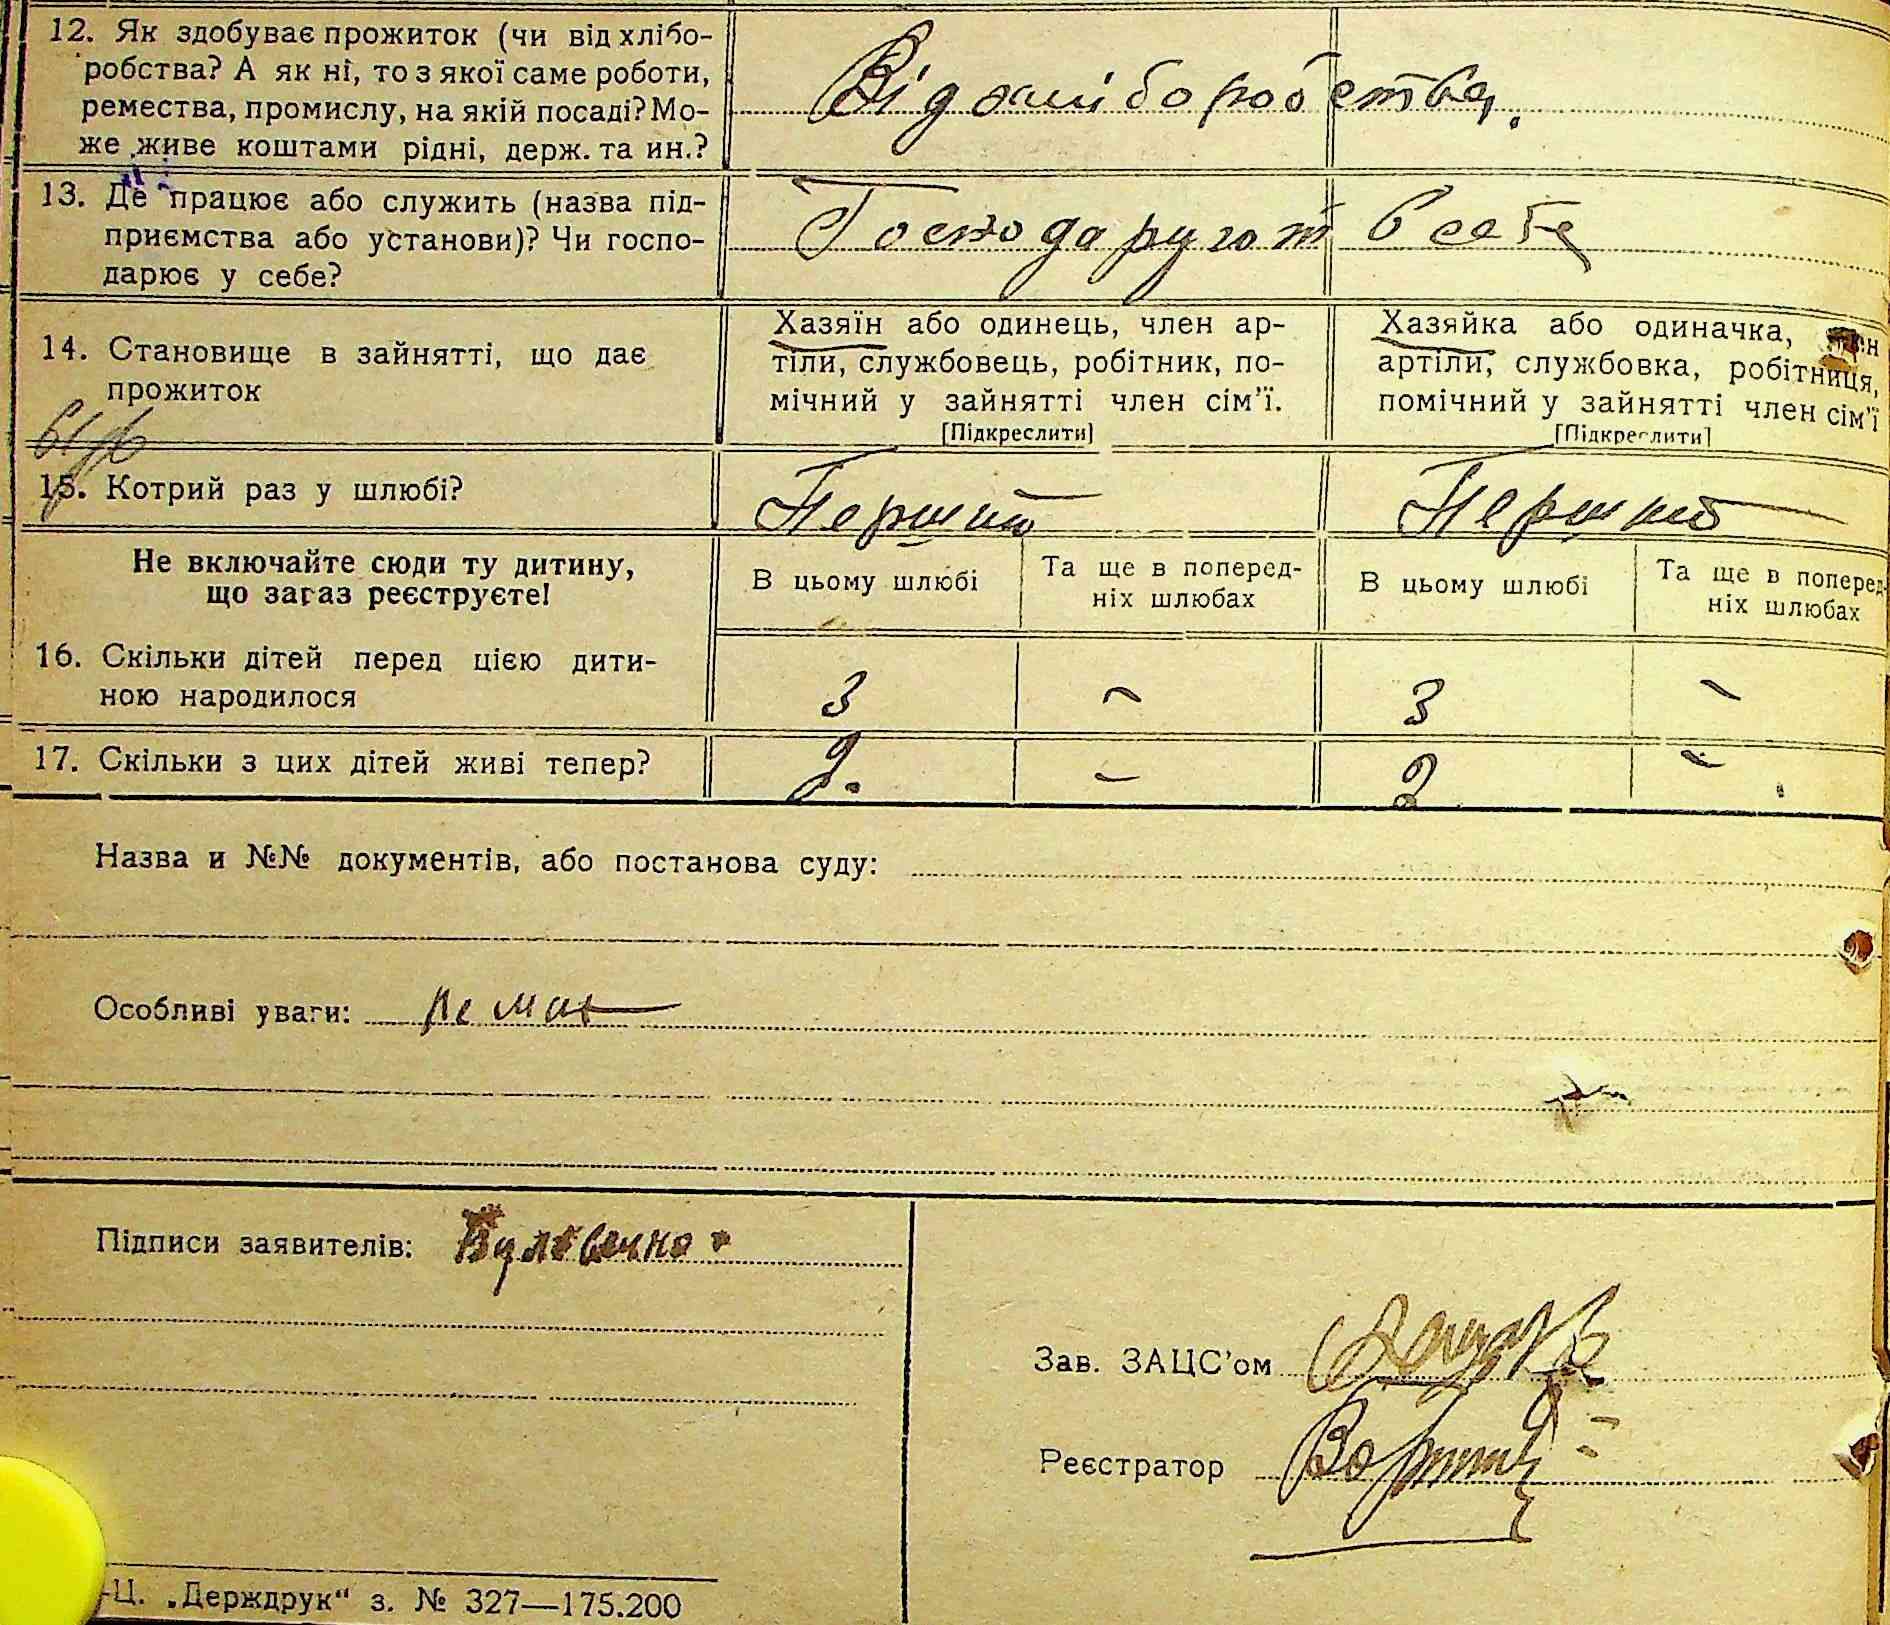 12. Як здобуває прожиток (чи від хлібо-
робства? А як ні, то з якої саме роботи,
ремества, промислу, на якій посаді? Мо-
же живе коштами рідні, держ. та ин.?
Від хліборобства.
13. Де працює або служить (назва під-
приємства або установи)? Чи госпо-
дарює у себе?
Господарують в себе
14. Становище в зайнятті, що дає
прожиток
Хазяїн або одинець, член ар-
тіли, службовець, робітник, по-
мічний у зайнятті член сім'ї.
[Підкреслити]
Хазяйка або одиначка,
артіли, службовка, робітниця,
помічний у зайнятті член сім'ї
[Підкреслити]
15. Котрий раз у шлюбі?
Перший
Перший
Не включайте сюди ту дитину,
що зараз реєструєте!
В цьому шлюбі
Та ще в поперед-
ніх шлюбах
В цьому шлюбі
Та ще в поперед-
ніх шлюбах
16. Скільки дітей перед цією дити-
ною народилося
3 - 3 -
17. Скільки з цих дітей живі тепер?
2. - 2 -
Назва и №№ документів, або постанова суду:
Особливі уваги: немає
Підписи заявителів:
Зав. ЗАЦС'ом
Реєстратор
-Ц. „Держдрук“ з. № 327—175.200